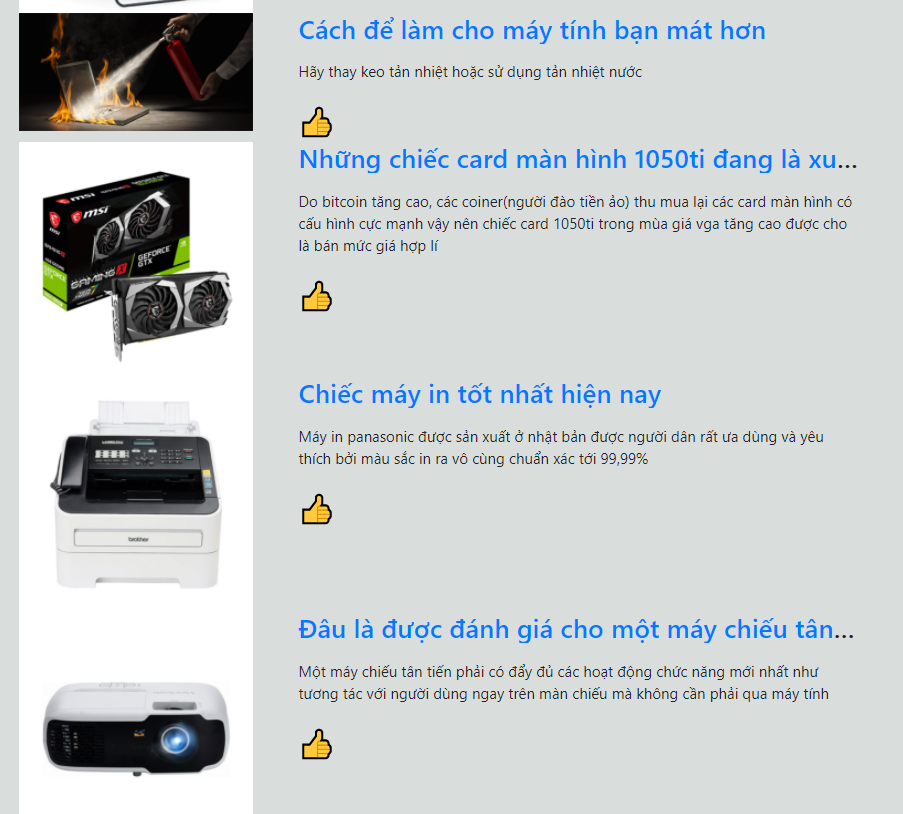 Cách để làm cho máy tính bạn mát hơn
Hãy thay keo tản nhiệt hoặc sử dụng tản nhiệt nước
Những chiếc card màn hình 1050ti đang là xu...
Do bitcoin tăng cao, các coiner(người đào tiền ảo) thu mua lại các card màn hình có
cấu hình cực mạnh vậy nên chiếc card 1050ti trong mùa giá vga tăng cao được cho
là bán mức giá hợp lí
msi
msi
GEFORCE
GTX
GAMING X
Chiếc máy in tốt nhất hiện nay
Máy in panasonic được sản xuất ở nhật bản được người dân rất ưa dùng và yêu
thích bởi màu sắc in ra vô cùng chuẩn xác tới 99,99%
brother
Đâu là được đánh giá cho một máy chiếu tân...
Một máy chiếu tân tiến phải có đẩy đủ các hoạt động chức năng mới nhất như
tương tác với người dùng ngay trên màn chiếu mà không cần phải qua máy tính